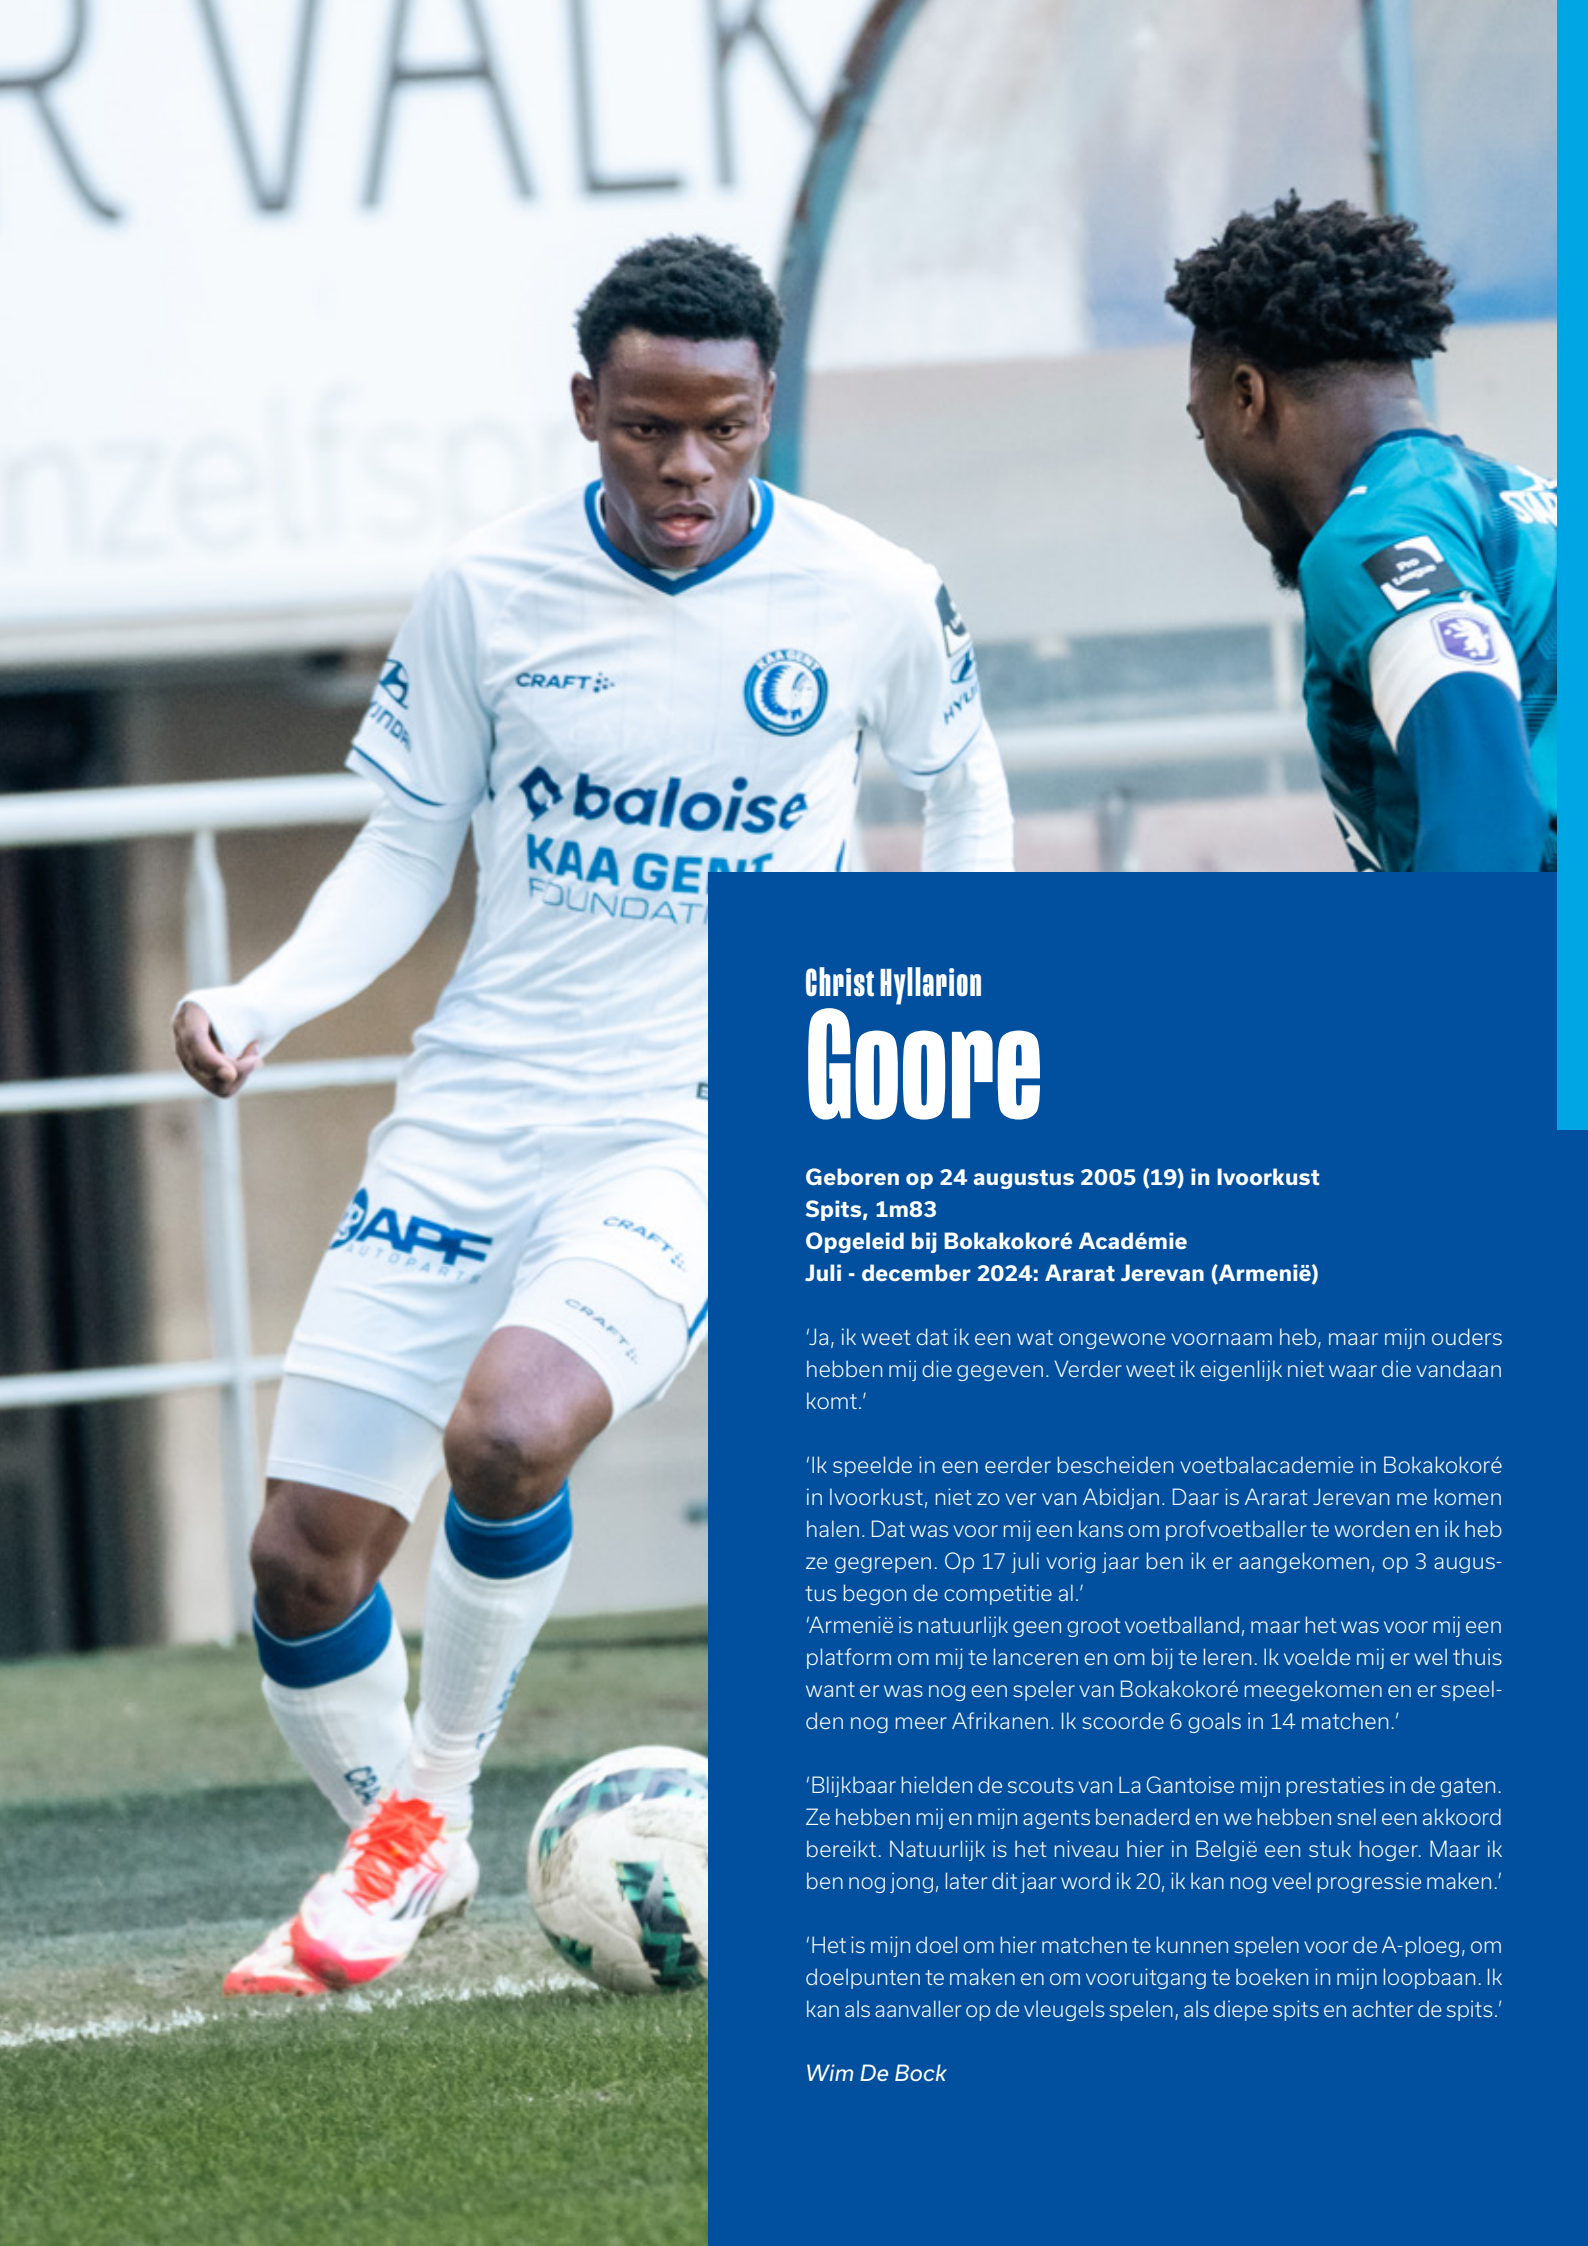 R VALK
nzelfspr
CRAFT
KAA GENT
HYUNDAI
baloise
KAA GENT
FOUNDAT
Pro
League
APF
AUTOPARTS
CRAFT
CRAFT
CRA
Christ Hyllarion
Goore
Geboren op 24 augustus 2005 (19) in Ivoorkust
Spits, 1m83
Opgeleid bij Bokakokoré Académie
Juli - december 2024: Ararat Jerevan (Armenië)
‘Ja, ik weet dat ik een wat ongewone voornaam heb, maar mijn ouders
hebben mij die gegeven. Verder weet ik eigenlijk niet waar die vandaan
komt.’
‘Ik speelde in een eerder bescheiden voetbalacademie in Bokakokoré
in Ivoorkust, niet zo ver van Abidjan. Daar is Ararat Jerevan me komen
halen. Dat was voor mij een kans om profvoetballer te worden en ik heb
ze gegrepen. Op 17 juli vorig jaar ben ik er aangekomen, op 3 augus-
tus begon de competitie al.’
‘Armenië is natuurlijk geen groot voetballand, maar het was voor mij een
platform om mij te lanceren en om bij te leren. Ik voelde mij er wel thuis
want er was nog een speler van Bokakokoré meegekomen en er speel-
den nog meer Afrikanen. Ik scoorde 6 goals in 14 matchen.’
‘Blijkbaar hielden de scouts van La Gantoise mijn prestaties in de gaten.
Ze hebben mij en mijn agents benaderd en we hebben snel een akkoord
bereikt. Natuurlijk is het niveau hier in België een stuk hoger. Maar ik
ben nog jong, later dit jaar word ik 20, ik kan nog veel progressie maken.’
‘Het is mijn doel om hier matchen te kunnen spelen voor de A-ploeg, om
doelpunten te maken en om vooruitgang te boeken in mijn loopbaan. Ik
kan als aanvaller op de vleugels spelen, als diepe spits en achter de spits.’
Wim De Bock